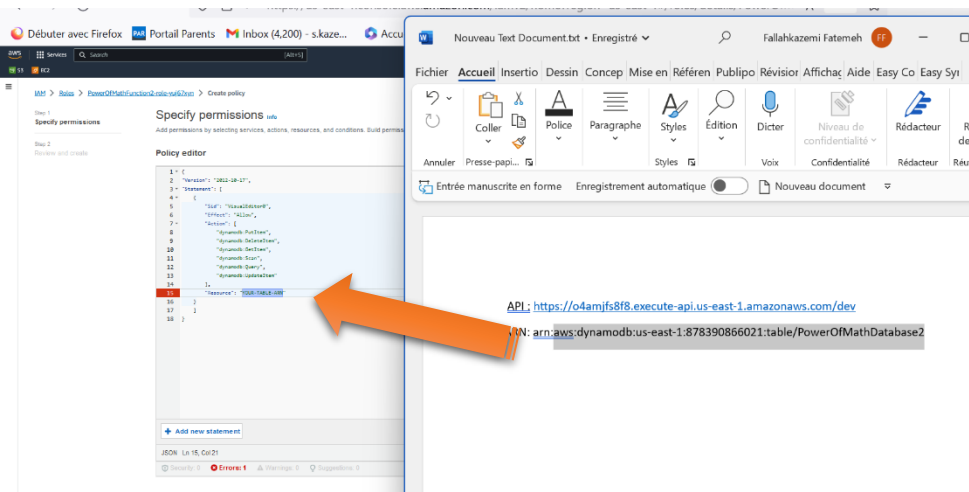 Débuter avec Firefox PAR Portail Parents M Inbox (4,200) - s.kaze... Accu
aws Services Search [Alt+S]
S3 EC2
IAM > Roles > PowerOfMathFunction2-role-yul67xyn > Create policy
Step 1
Specify permissions
Step 2
Review and create
Specify permissions Info
Add permissions by selecting services, actions, resources, and conditions. Build permiss
Policy editor
1 {
2 "Version": "2012-10-17",
3 "Statement": [
4 {
5 "Sid": "VisualEditor0",
6 "Effect": "Allow",
7 "Action": [
8 "dynamodb:PutItem",
9 "dynamodb:DeleteItem",
10 "dynamodb:GetItem",
11 "dynamodb:Scan",
12 "dynamodb:Query",
13 "dynamodb:UpdateItem"
14 ],
15 "Resource": "YOUR-TABLE-ARN"
16 }
17 ]
18 }
+ Add new statement
JSON Ln 15, Col 21
Security: 0 Errors: 1 Warnings: 0 Suggestions: 0
Nouveau Text Document.txt • Enregistré Fallahkazemi Fatemeh FF
Fichier Accueil Insertio Dessin Concep Mise en Référen Publipo Révisior Affichaç Aide Easy Co Easy Syı
Coller Police Paragraphe Styles Édition Dicter Niveau de confidentialité Rédacteur
Annuler Presse-papi... Styles Voix Confidentialité Rédacteur Réu
Entrée manuscrite en forme Enregistrement automatique Nouveau document
API : https://o4amjfs8f8.execute-api.us-east-1.amazonaws.com/dev
ARN: arn:aws:dynamodb:us-east-1:878390866021:table/PowerOfMathDatabase2